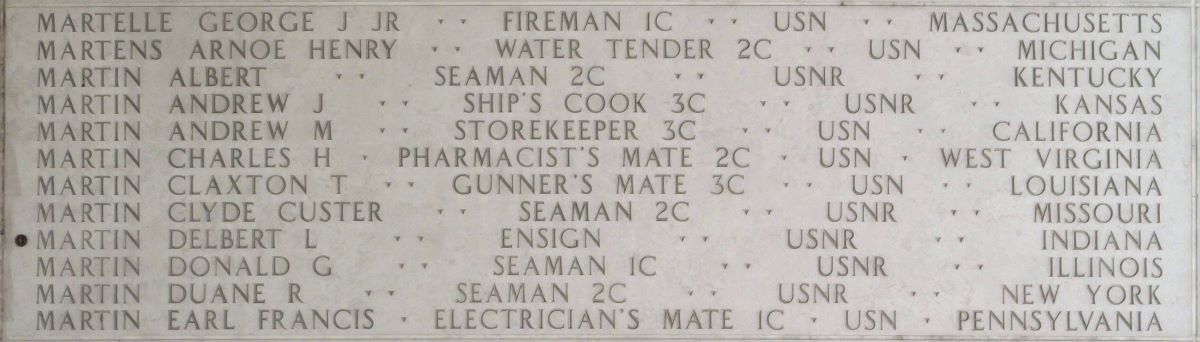 MARTELLE GEORGE J JR ▾ ▾ FIREMAN 1C ▾ ▾ USN ▾ ▾ MASSACHUSETTS
MARTENS ARNOE HENRY ▾ ▾ WATER TENDER 2C ▾ ▾ USN ▾ ▾ MICHIGAN
MARTIN ALBERT ▾ ▾ SEAMAN 2C ▾ ▾ USNR ▾ ▾ KENTUCKY
MARTIN ANDREW J ▾ ▾ SHIP'S COOK 3C ▾ ▾ USNR ▾ ▾ KANSAS
MARTIN ANDREW M ▾ ▾ STOREKEEPER 3C ▾ ▾ USN ▾ ▾ CALIFORNIA
MARTIN CHARLES H ▾ PHARMACIST'S MATE 2C ▾ USN ▾ WEST VIRGINIA
MARTIN CLAXTON T ▾ ▾ GUNNER'S MATE 3C ▾ ▾ USN ▾ ▾ LOUISIANA
MARTIN CLYDE CUSTER ▾ ▾ SEAMAN 2C ▾ ▾ USNR ▾ ▾ MISSOURI
MARTIN DELBERT L ▾ ▾ ENSIGN ▾ ▾ USNR ▾ ▾ INDIANA
MARTIN DONALD G ▾ ▾ SEAMAN 1C ▾ ▾ USNR ▾ ▾ ILLINOIS
MARTIN DUANE R ▾ ▾ SEAMAN 2C ▾ ▾ USNR ▾ ▾ NEW YORK
MARTIN EARL FRANCIS ▾ ELECTRICIAN'S MATE 1C ▾ USN ▾ PENNSYLVANIA